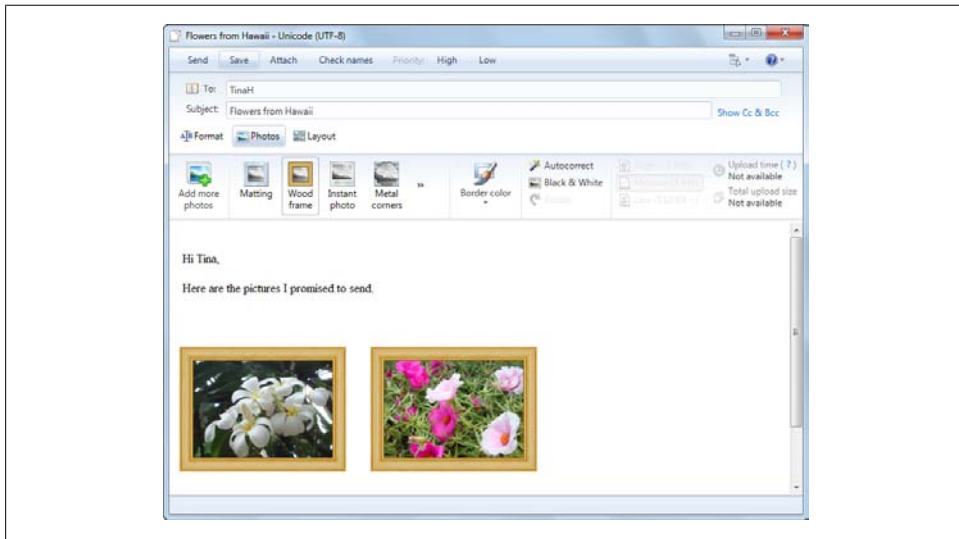 Flowers from Hawaii - Unicode (UTF-8)
Send Save Attach Check names Priority: High Low
To: TinaH
Subject: Flowers from Hawaii
Show Cc & Bcc
Format Photos Layout
Add more photos
Matting
Wood frame
Instant photo
Metal corners
»
Border color
Autocorrect
Black & White
Upload time ( ? )
Not available
Total upload size
Not available
Hi Tina,
Here are the pictures I promised to send.